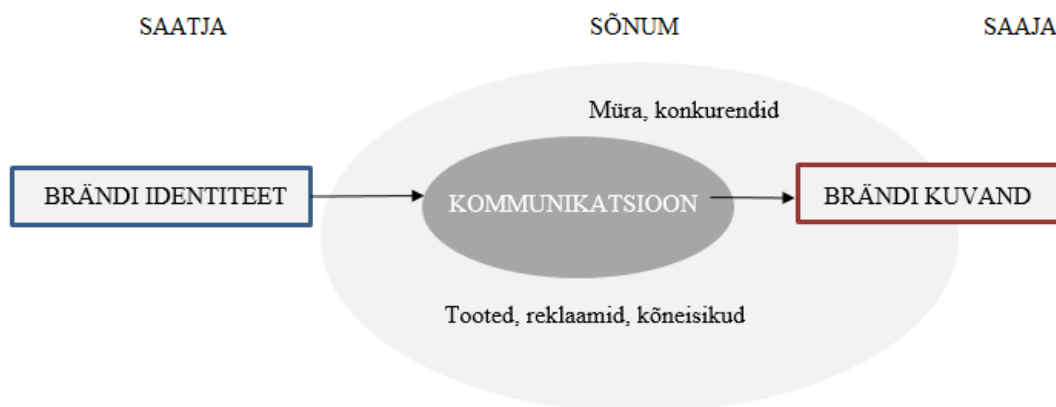 SAATJA SÕNUM SAAJA
Müra, konkurendid
BRÄNDI IDENTITEET KOMMUNIKATSIOON BRÄNDI KUVAND
Tooted, reklaamid, kõneisikud